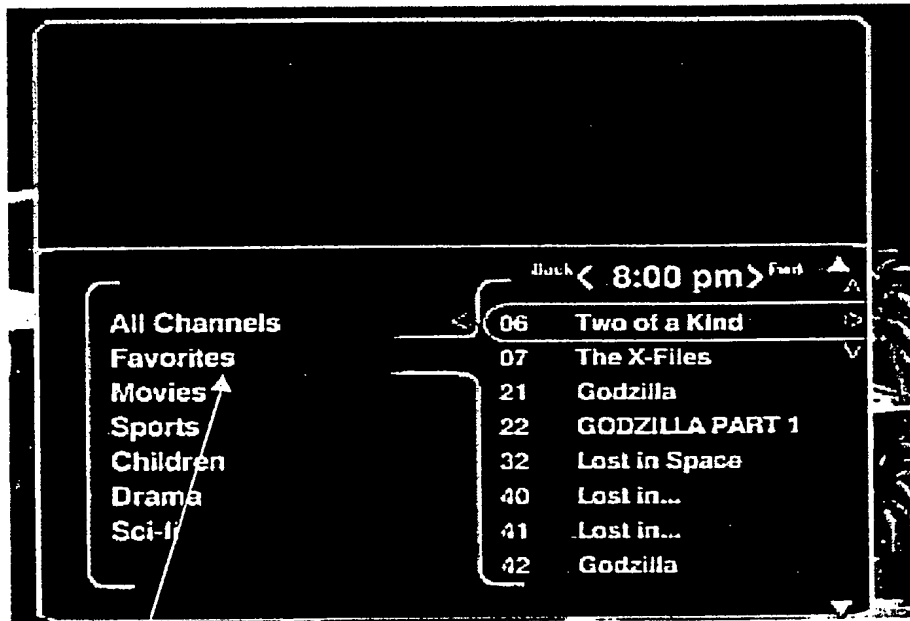 Back < 8:00 pm > Fwd
All Channels
Favorites
Movies
Sports
Children
Drama
Sci-fi
06 Two of a Kind
07 The X-Files
21 Godzilla
22 GODZILLA PART 1
32 Lost in Space
40 Lost in...
41 Lost in...
42 Godzilla